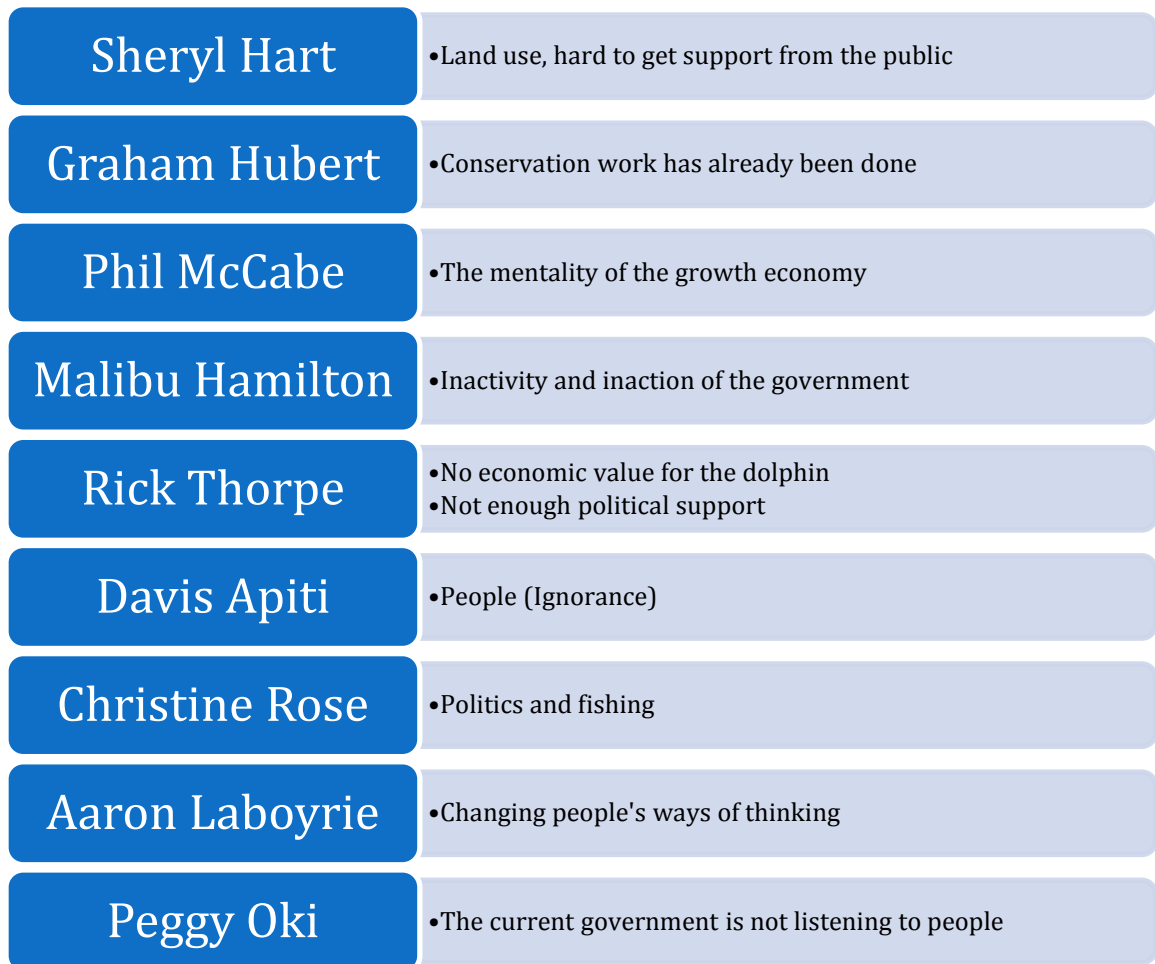 Sheryl Hart
•Land use, hard to get support from the public
Graham Hubert
•Conservation work has already been done
Phil McCabe
•The mentality of the growth economy
Malibu Hamilton
•Inactivity and inaction of the government
Rick Thorpe
•No economic value for the dolphin
•Not enough political support
Davis Apiti
•People (Ignorance)
Christine Rose
•Politics and fishing
Aaron Laboyrie
•Changing people's ways of thinking
Peggy Oki
•The current government is not listening to people